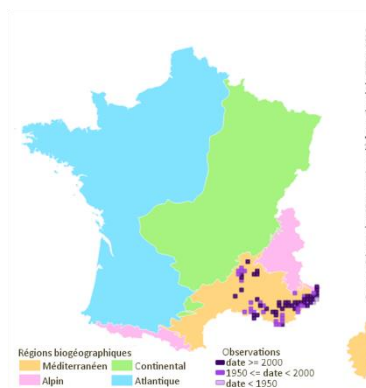 Régions biogéographiques
Méditerranéen
Continental
Alpin
Atlantique
Observations
date >= 2000
1950 <= date < 2000
date < 1950